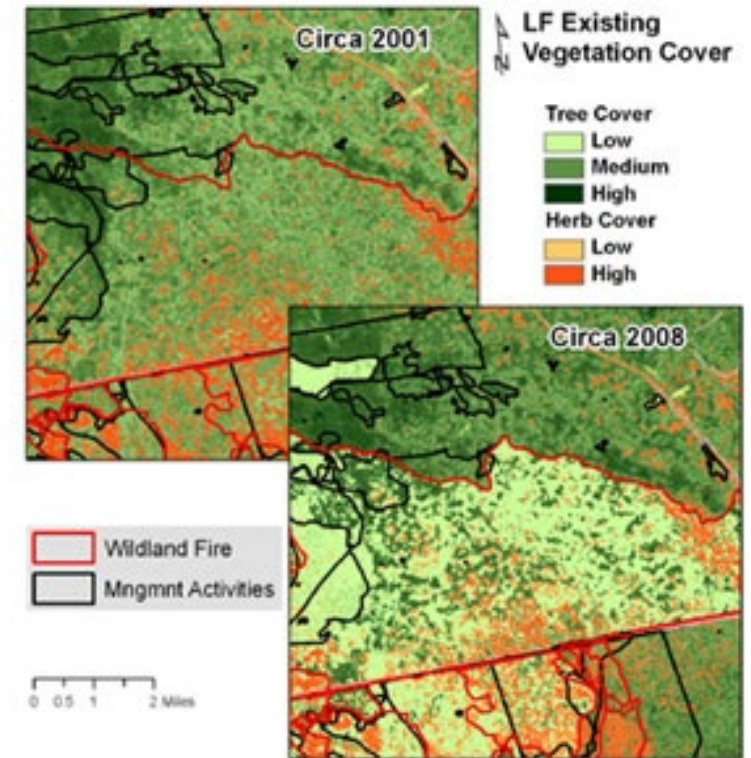 Circa 2001
LF Existing
Vegetation Cover
Tree Cover
Low
Medium
High
Herb Cover
Low
High
Circa 2008
Wildland Fire
Mngmnt Activities
0 0.5 1 2 Miles